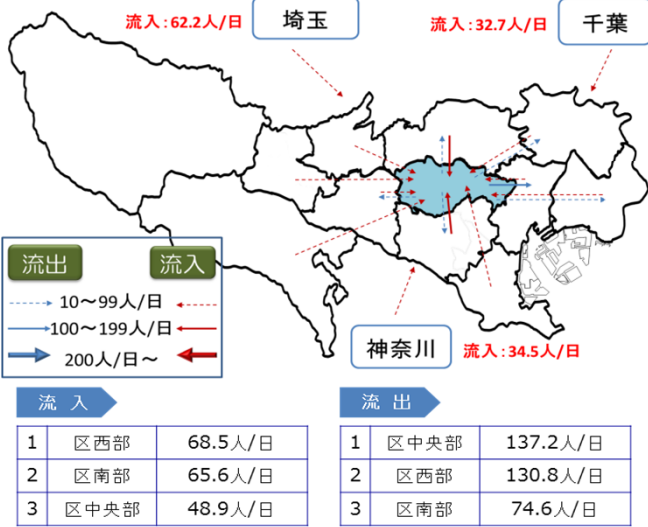 流入:62.2人/日
埼玉
流入:32.7人/日
千葉
流出
流入
10~99人/日
100~199人/日
200人/日~
神奈川
流入:34.5人/日
流 入
1 区西部 68.5人/日
2 区南部 65.6人/日
3 区中央部 48.9人/日
流 出
1 区中央部 137.2人/日
2 区西部 130.8人/日
3 区南部 74.6人/日